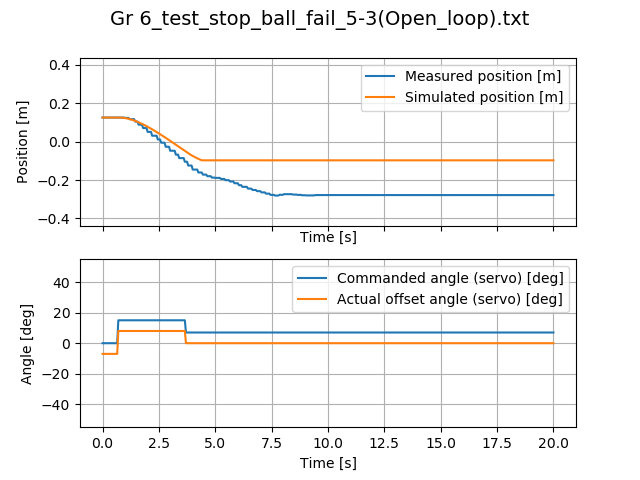 Gr 6_test_stop_ball_fail_5-3(Open_loop).txt
0.4
0.2
0.0
−0.2
−0.4
Position [m]
Measured position [m]
Simulated position [m]
Time [s]
40
20
0
−20
−40
Angle [deg]
Commanded angle (servo) [deg]
Actual offset angle (servo) [deg]
0.0 2.5 5.0 7.5 10.0 12.5 15.0 17.5 20.0
Time [s]